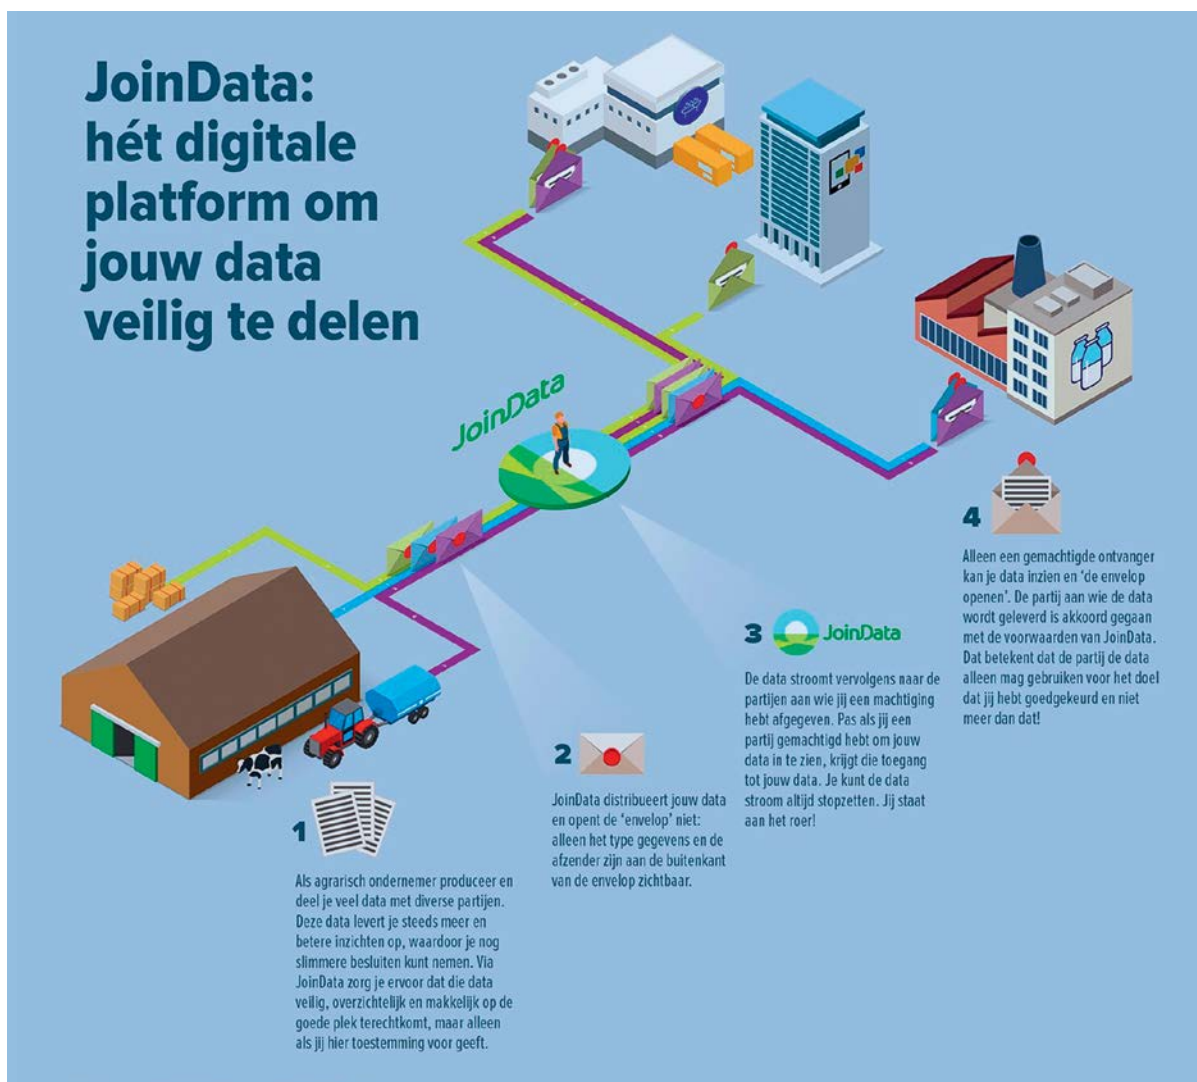 JoinData:
hét digitale
platform om
jouw data
veilig te delen
JoinData
1
Als agrarisch ondernemer produceer en
deel je veel data met diverse partijen.
Deze data levert je steeds meer en
betere inzichten op, waardoor je nog
slimmere besluiten kunt nemen. Via
JoinData zorg je ervoor dat die data
veilig, overzichtelijk en makkelijk op de
goede plek terechtkomt, maar alleen
als jij hier toestemming voor geeft.
2
JoinData distribueert jouw data
en opent de ‘envelop’ niet:
alleen het type gegevens en de
afzender zijn aan de buitenkant
van de envelop zichtbaar.
3
JoinData
De data stroomt vervolgens naar de
partijen aan wie jij een machtiging
hebt afgegeven. Pas als jij een
partij gemachtigd hebt om jouw
data in te zien, krijgt die toegang
tot jouw data. Je kunt de data
stroom altijd stopzetten. Jij staat
aan het roer!
4
Alleen een gemachtigde ontvanger
kan je data inzien en ‘de envelop
openen’. De partij aan wie de data
wordt geleverd is akkoord gegaan
met de voorwaarden van JoinData.
Dat betekent dat de partij de data
alleen mag gebruiken voor het doel
dat jij hebt goedgekeurd en niet
meer dan dat!